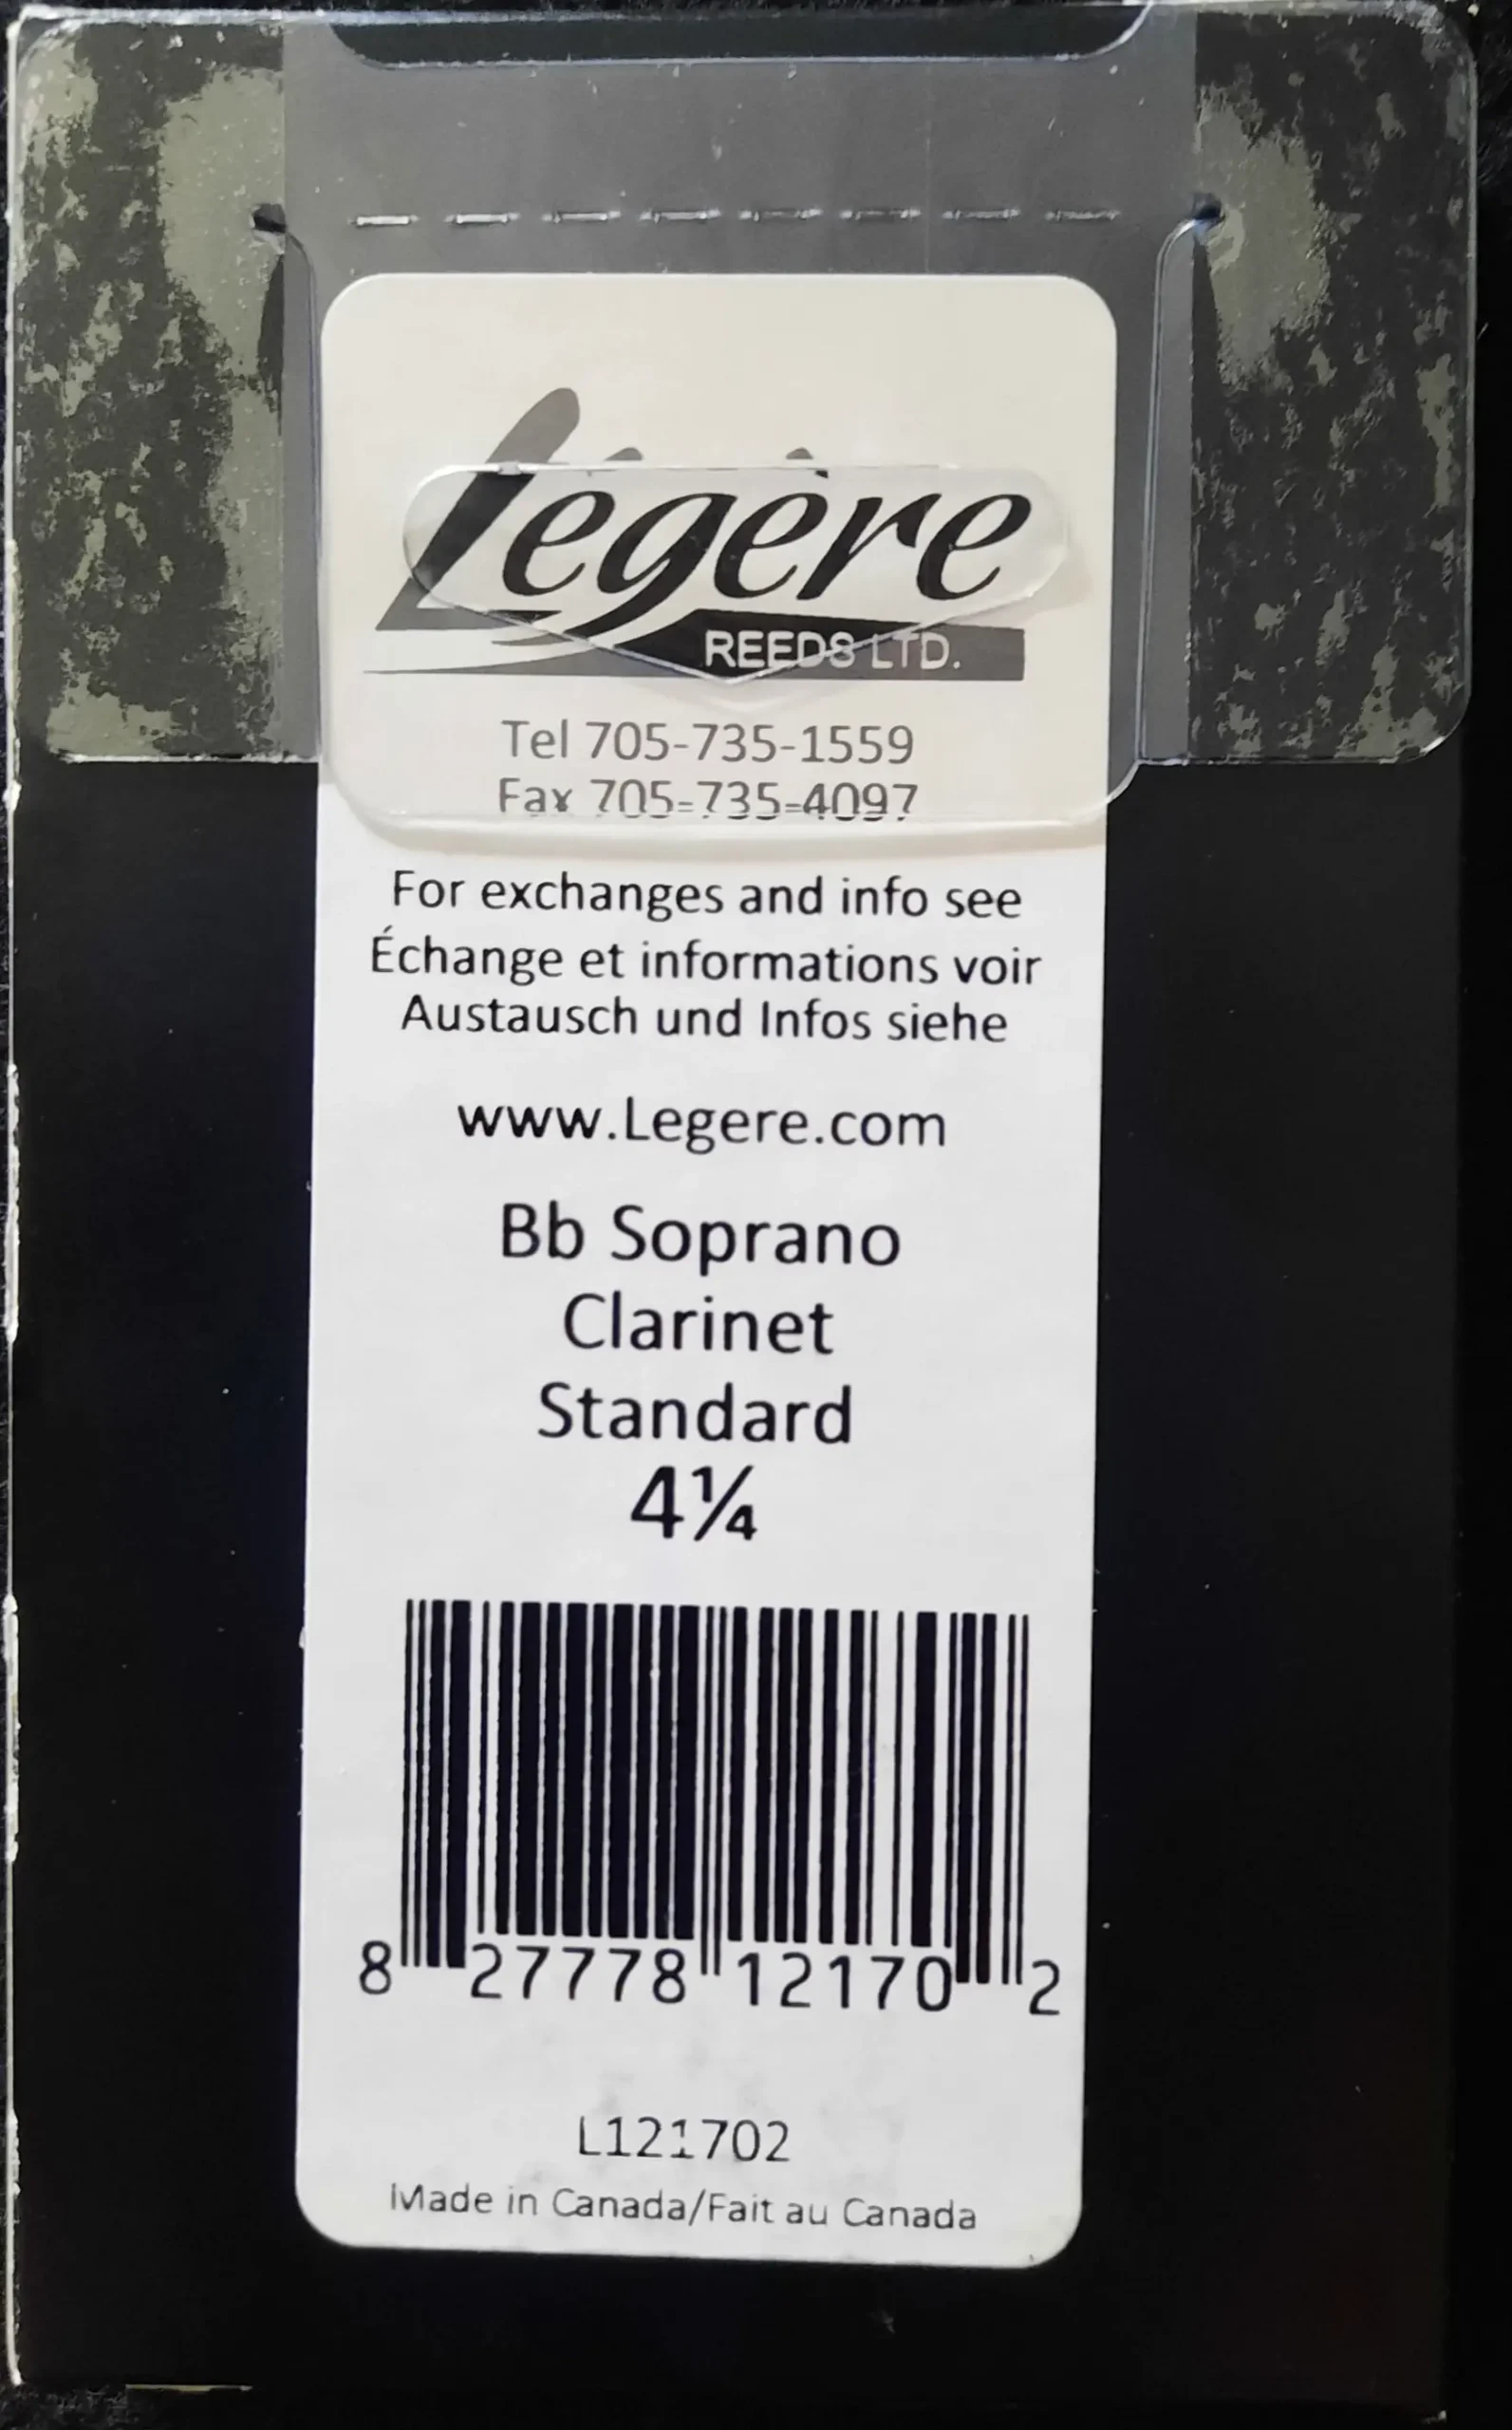 Légère
REEDS LTD.
Tel 705-735-1559
Fax 705-735-4097
For exchanges and info see
Échange et informations voir
Austausch und Infos siehe
www.Legere.com
Bb Soprano
Clarinet
Standard
4¼
8 27778 12170 2
L121702
Made in Canada/Fait au Canada